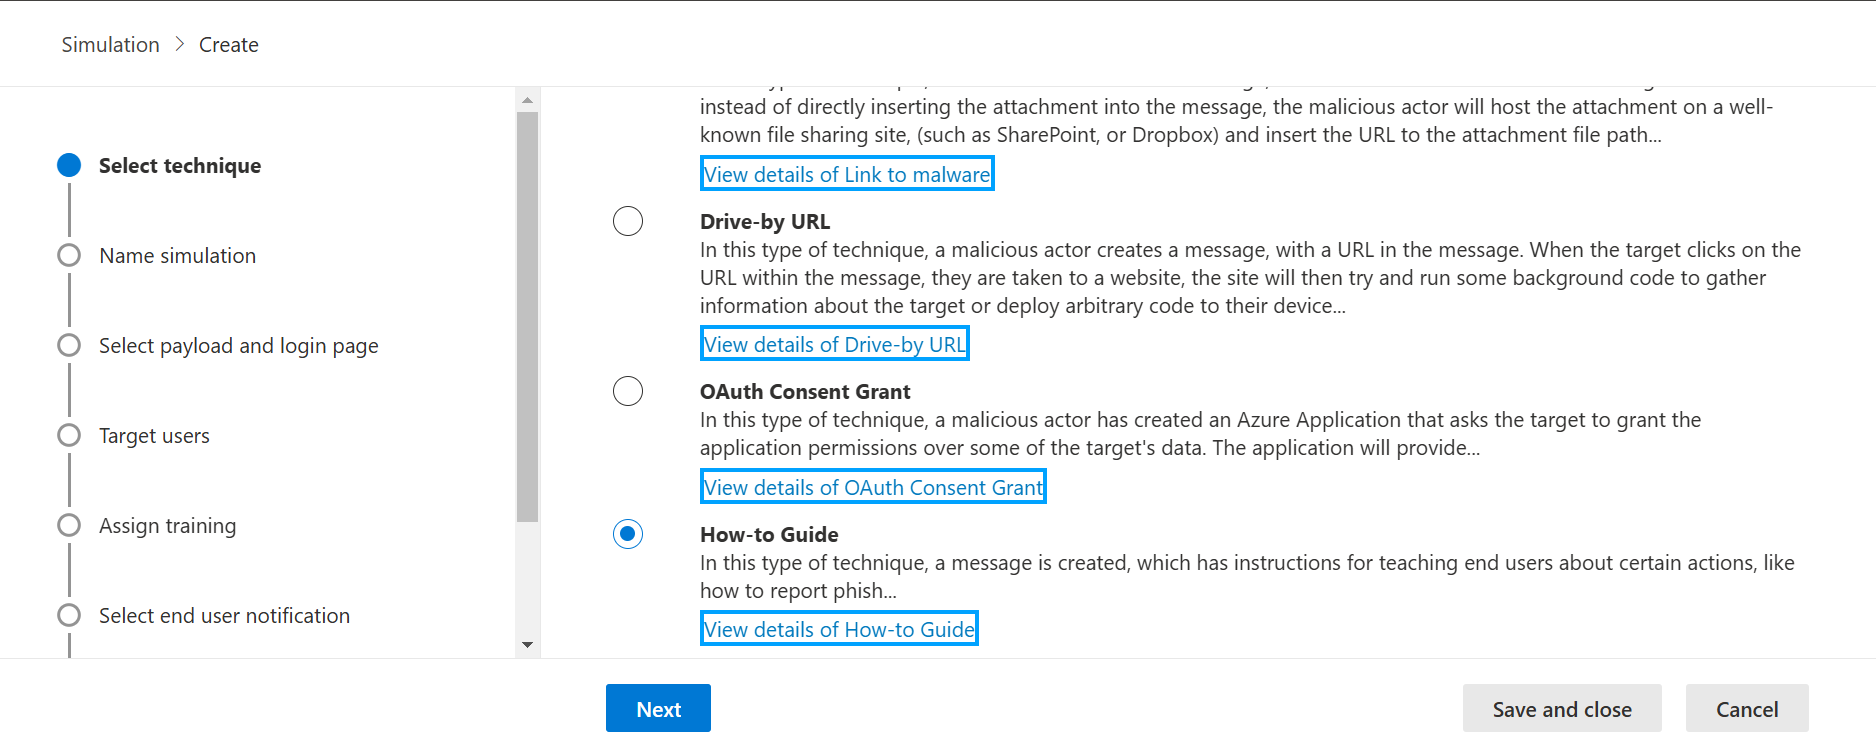 Simulation > Create
Select technique
Name simulation
Select payload and login page
Target users
Assign training
Select end user notification
instead of directly inserting the attachment into the message, the malicious actor will host the attachment on a well-
known file sharing site, (such as SharePoint, or Dropbox) and insert the URL to the attachment file path...
View details of Link to malware
Drive-by URL
In this type of technique, a malicious actor creates a message, with a URL in the message. When the target clicks on the
URL within the message, they are taken to a website, the site will then try and run some background code to gather
information about the target or deploy arbitrary code to their device...
View details of Drive-by URL
OAuth Consent Grant
In this type of technique, a malicious actor has created an Azure Application that asks the target to grant the
application permissions over some of the target's data. The application will provide...
View details of OAuth Consent Grant
How-to Guide
In this type of technique, a message is created, which has instructions for teaching end users about certain actions, like
how to report phish...
View details of How-to Guide
Next
Save and close
Cancel